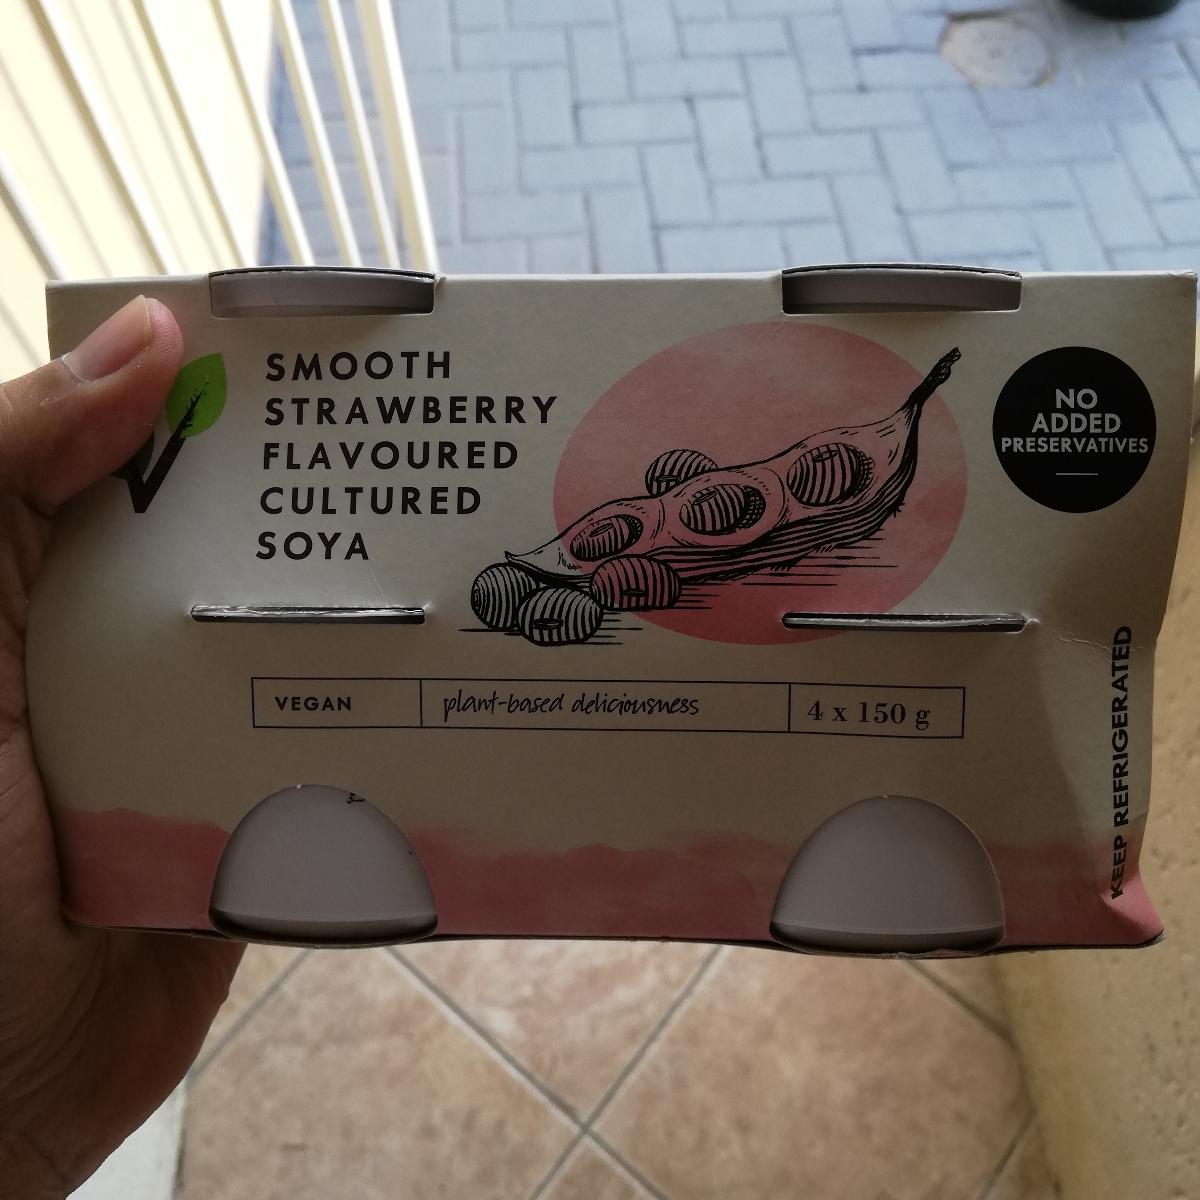 SMOOTH
STRAWBERRY
FLAVOURED
CULTURED
SOYA
NO
ADDED
PRESERVATIVES
VEGAN
plant-based deliciousness
4 x 150 g
KEEP REFRIGERATED